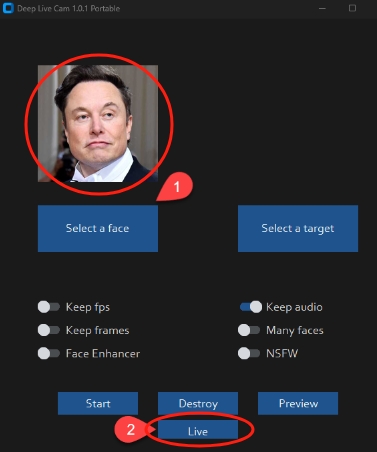 Deep Live Cam 1.0.1 Portable
1
Select a face
Select a target
Keep fps
Keep audio
Keep frames
Many faces
Face Enhancer
NSFW
Start
Destroy
Preview
2
Live